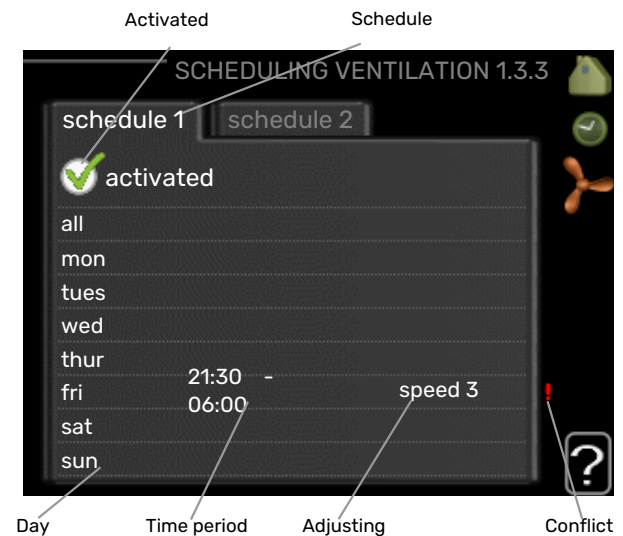 Activated Schedule
SCHEDULING VENTILATION 1.3.3
schedule 1 schedule 2
activated
all
mon
tues
wed
thur
fri 21:30 - speed 3 !
06:00
sat
sun
?
Day Time period Adjusting Conflict